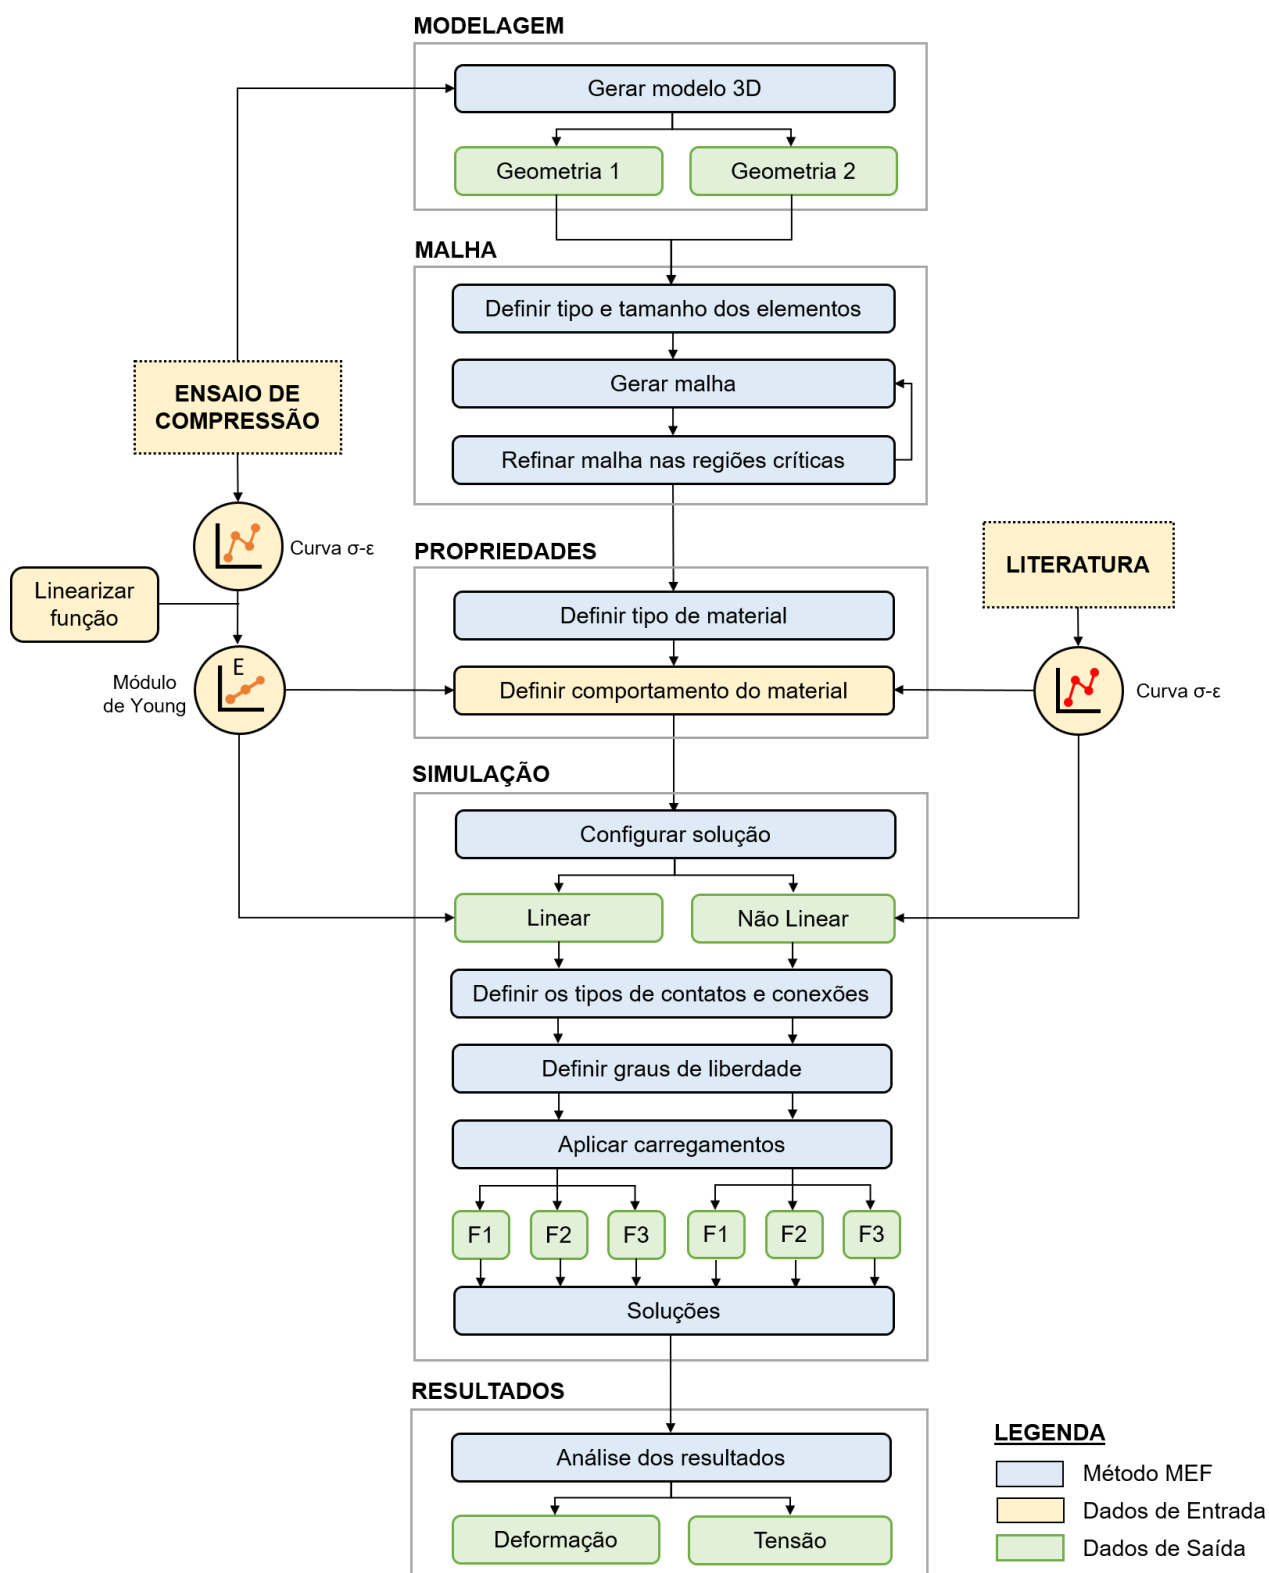 MODELAGEM
Gerar modelo 3D
Geometria 1
Geometria 2
MALHA
Definir tipo e tamanho dos elementos
Gerar malha
Refinar malha nas regiões críticas
ENSAIO DE
COMPRESSÃO
Curva σ-ε
Linearizar
função
E
Módulo
de Young
PROPRIEDADES
Definir tipo de material
Definir comportamento do material
LITERATURA
Curva σ-ε
SIMULAÇÃO
Configurar solução
Linear
Não Linear
Definir os tipos de contatos e conexões
Definir graus de liberdade
Aplicar carregamentos
F1
F2
F3
F1
F2
F3
Soluções
RESULTADOS
Análise dos resultados
Deformação
Tensão
LEGENDA
Método MEF
Dados de Entrada
Dados de Saída